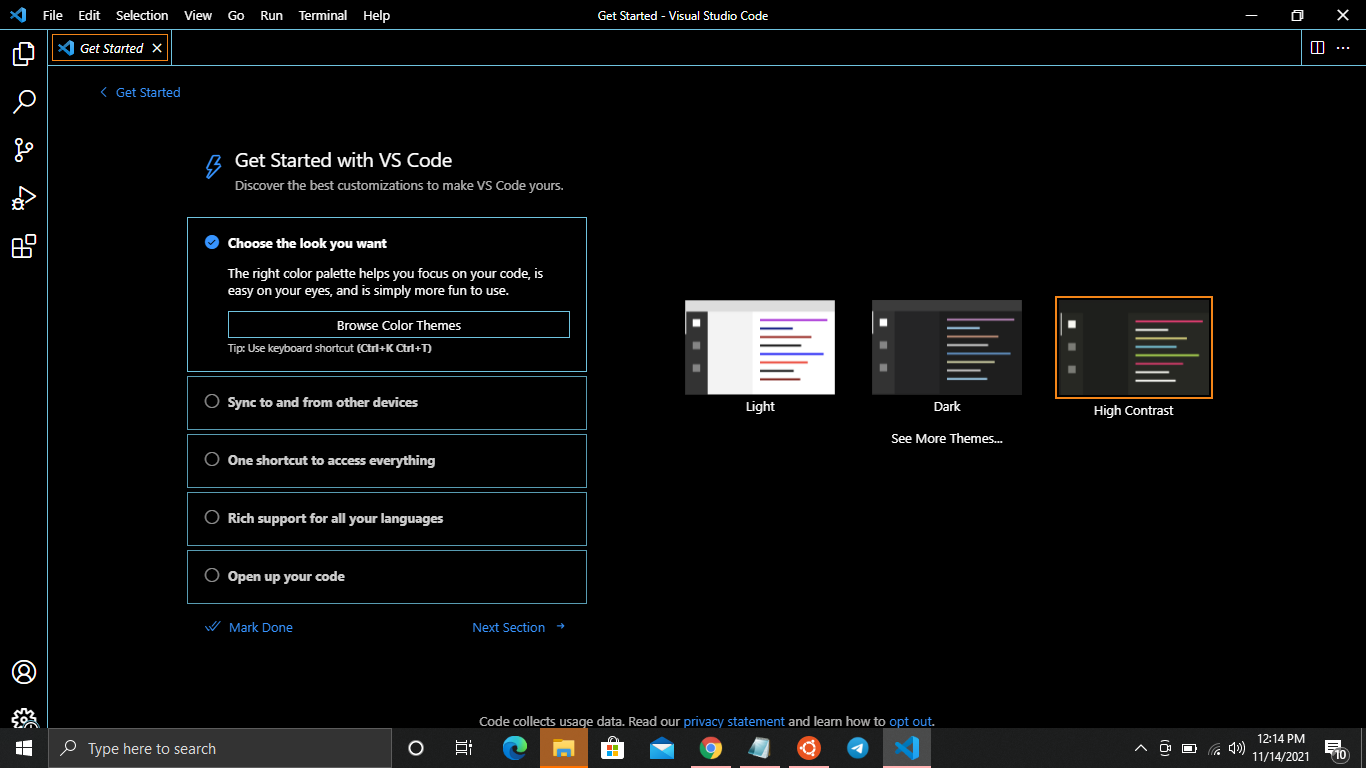 File Edit Selection View Go Run Terminal Help
Get Started - Visual Studio Code
Get Started
Get Started
Get Started with VS Code
Discover the best customizations to make VS Code yours.
Choose the look you want
The right color palette helps you focus on your code, is
easy on your eyes, and is simply more fun to use.
Browse Color Themes
Tip: Use keyboard shortcut (Ctrl+K Ctrl+T)
Sync to and from other devices
One shortcut to access everything
Rich support for all your languages
Open up your code
Mark Done
Next Section
Light
Dark
High Contrast
See More Themes...
Code collects usage data. Read our privacy statement and learn how to opt out.
Type here to search
12:14 PM
11/14/2021
10